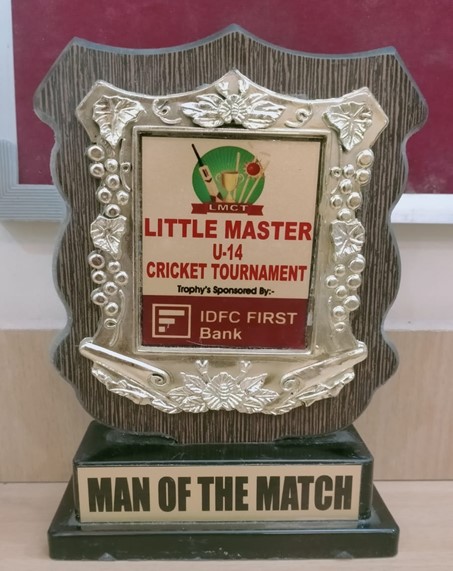 LMCT
LITTLE MASTER
U-14
CRICKET TOURNAMENT
Trophy's Sponsored By:-
IDFC FIRST
Bank
MAN OF THE MATCH